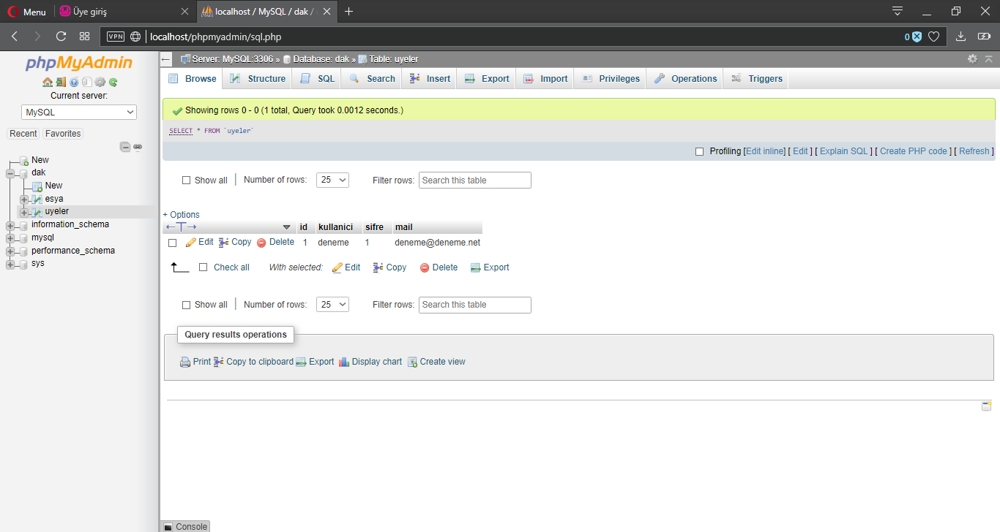 Menu Üye giriş localhost / MySQL / dak /
VPN localhost/phpmyadmin/sql.php 0
phpMyAdmin
Current server:
MySQL
Recent Favorites
New
dak
New
esya
uyeler
information_schema
mysql
performance_schema
sys
Server: MySQL:3306 » Database: dak » Table: uyeler
Browse Structure SQL Search Insert Export Import Privileges Operations Triggers
Showing rows 0 - 0 (1 total, Query took 0.0012 seconds.)
SELECT * FROM `uyeler`
Profiling [Edit inline] [ Edit ] [ Explain SQL ] [ Create PHP code ] [ Refresh ]
Show all Number of rows: 25 Filter rows: Search this table
+ Options
←T→ id kullanici sifre mail
Edit Copy Delete 1 deneme 1 deneme@deneme.net
Check all With selected: Edit Copy Delete Export
Show all Number of rows: 25 Filter rows: Search this table
Query results operations
Print Copy to clipboard Export Display chart Create view
Console